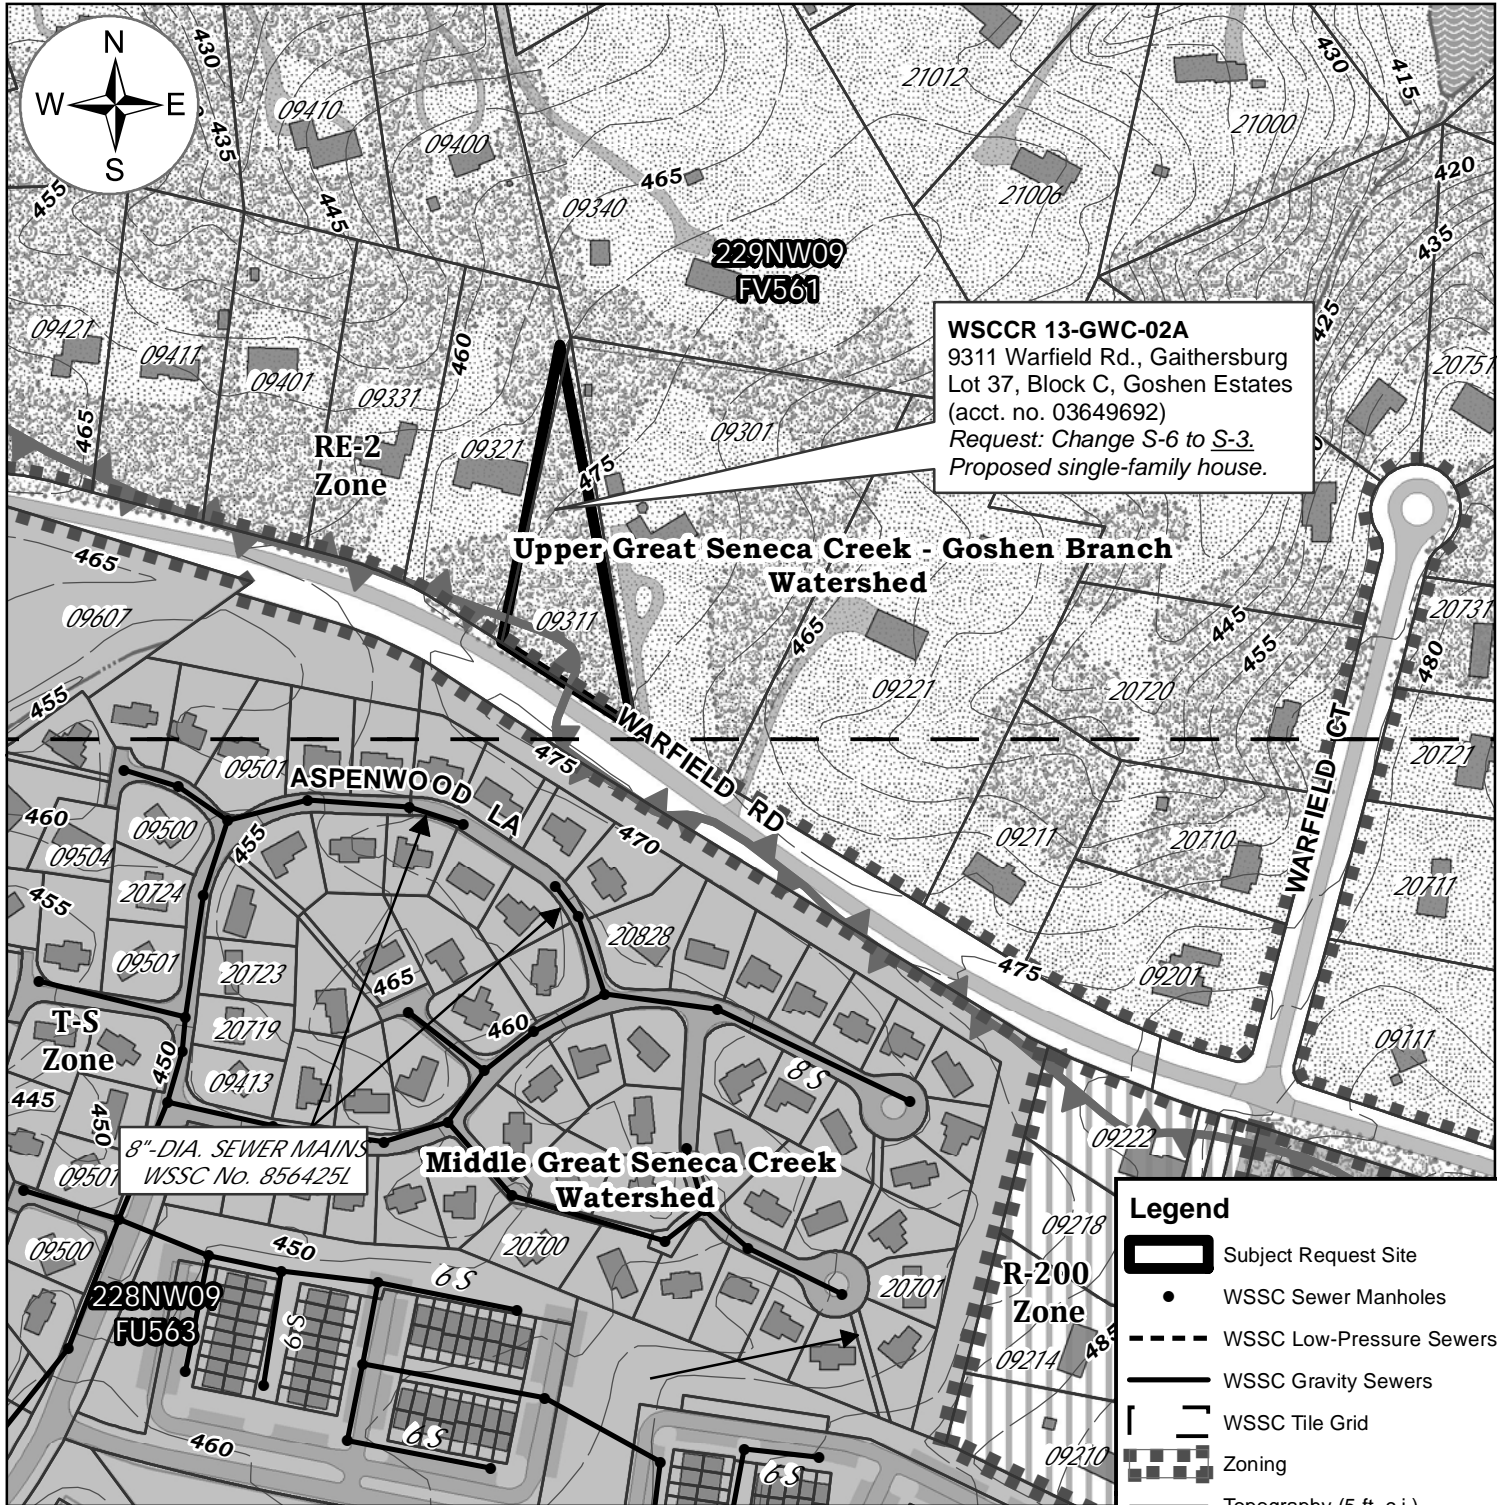 N
W
E
S
430
435
455
09410
09400
445
465
09340
21012
21006
21000
430
415
420
435
425
229NW09
FV561
WSCCR 13-GWC-02A
9311 Warfield Rd., Gaithersburg
Lot 37, Block C, Goshen Estates
(acct. no. 03649692)
Request: Change S-6 to S-3.
Proposed single-family house.
09421
09411
09401
09331
460
465
RE-2
Zone
09321
475
09301
20751
Upper Great Seneca Creek - Goshen Branch
Watershed
465
09607
09311
465
09221
445
455
20720
20731
480
455
WARFIELD RD
475
WARFIELD CT
20721
09501
ASPENWOOD LA
460
09500
09504
455
470
09211
20710
20711
20724
455
09501
20723
465
20828
475
09201
T-S
Zone
20719
460
450
09413
8 S
09111
445
450
8"-DIA. SEWER MAINS
WSSC No. 856425L
09501
Middle Great Seneca Creek
Watershed
09222
09218
09500
450
20700
6 S
20701
R-200
Zone
228NW09
FU563
6 S
09214
485
460
6 S
6 S
09210
Legend
Subject Request Site
WSSC Sewer Manholes
WSSC Low-Pressure Sewers
WSSC Gravity Sewers
WSSC Tile Grid
Zoning
Topography (5-ft. c.i.)